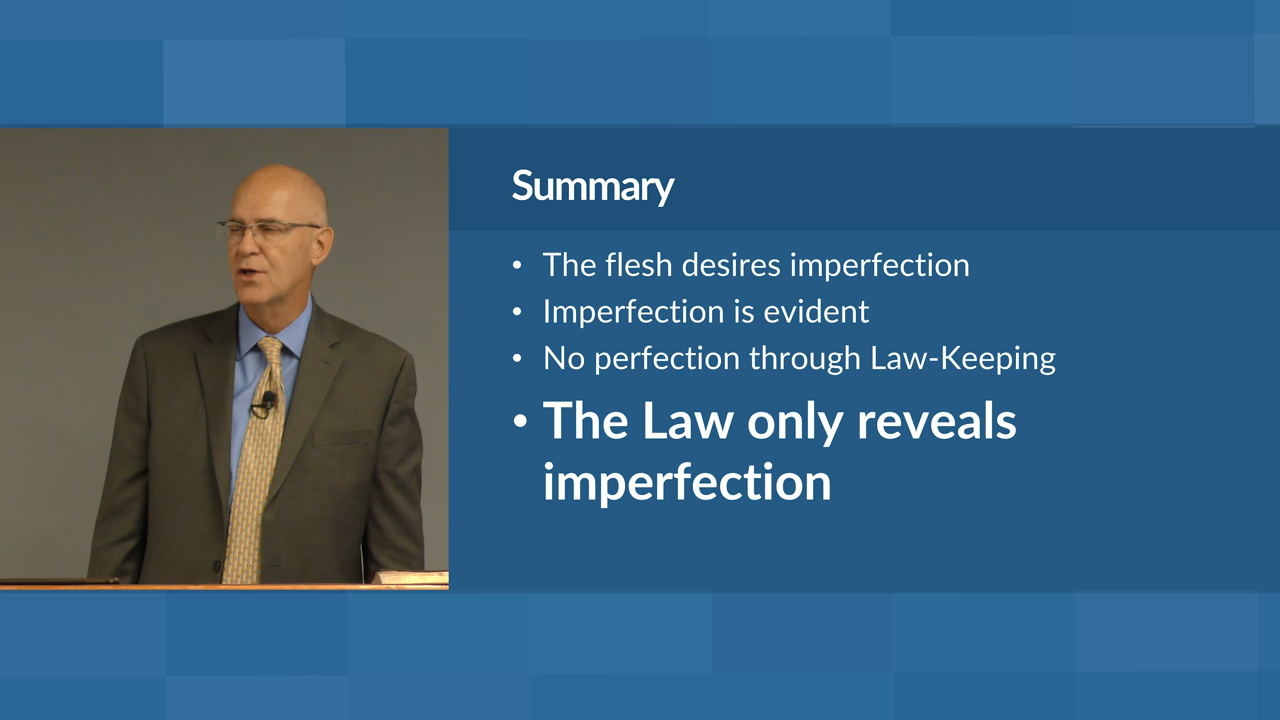 Summary
• The flesh desires imperfection
• Imperfection is evident
• No perfection through Law-Keeping
• The Law only reveals
imperfection